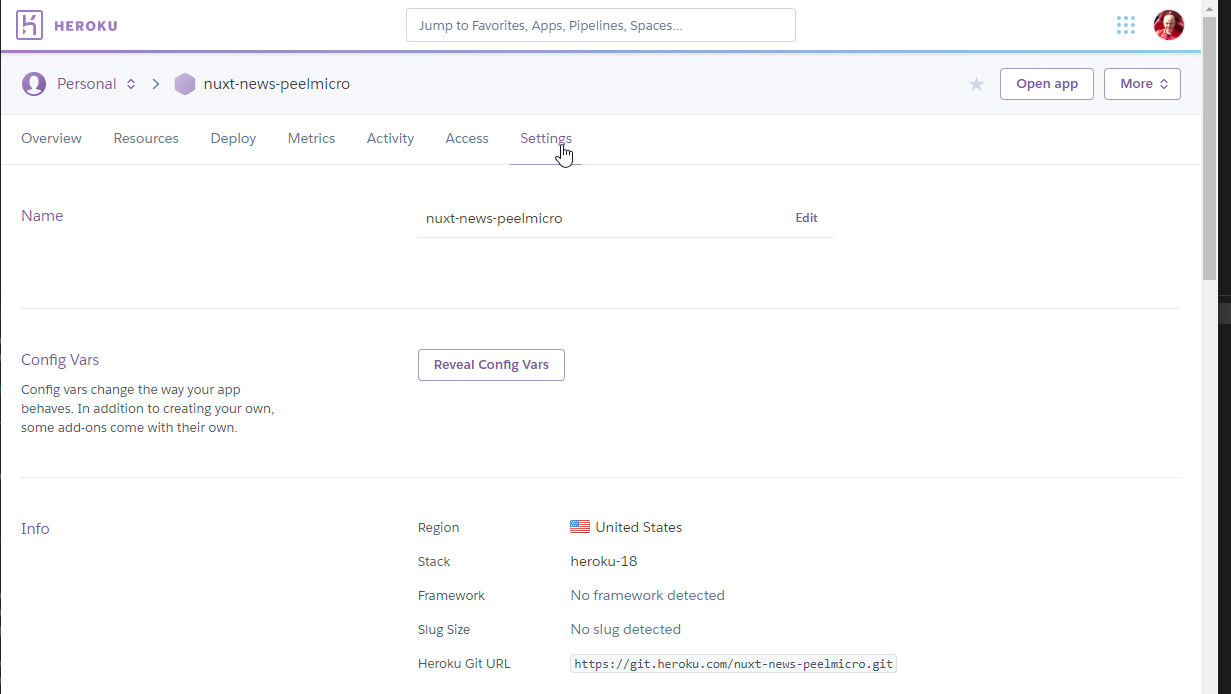 HEROKU
Jump to Favorites, Apps, Pipelines, Spaces...
Personal
nuxt-news-peelmicro
Open app
More
Overview
Resources
Deploy
Metrics
Activity
Access
Settings
Name
nuxt-news-peelmicro
Edit
Config Vars
Reveal Config Vars
Config vars change the way your app
behaves. In addition to creating your own,
some add-ons come with their own.
Info
Region
United States
Stack
heroku-18
Framework
No framework detected
Slug Size
No slug detected
Heroku Git URL
https://git.heroku.com/nuxt-news-peelmicro.git